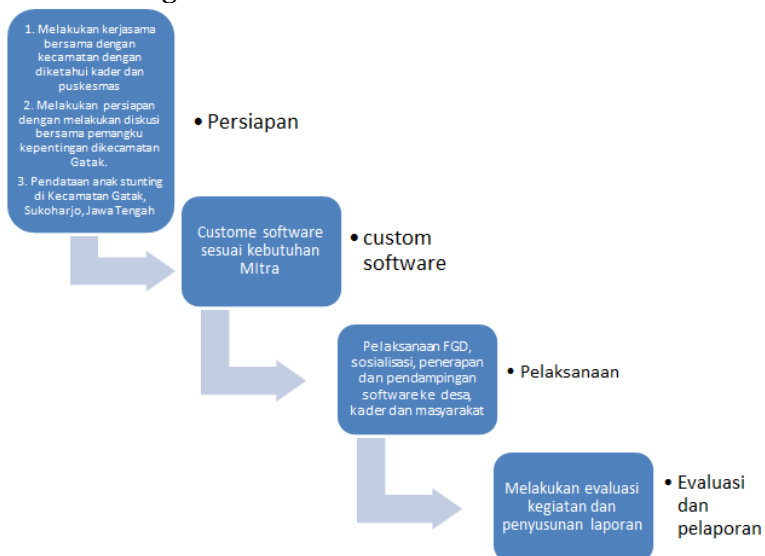 1. Melakukan kerjasama
bersama dengan
kecamatan dengan
diketahui kader dan
puskesmas
2. Melakukan persiapan
dengan melakukan diskusi
bersama pemangku
kepentingan dikecamatan
Gatak.
3. Pendataan anak stunting
di Kecamatan Gatak,
Sukoharjo, Jawa Tengah
• Persiapan
Custome software
sesuai kebutuhan
MItra
• custom
software
Pelaksanaan FGD,
sosialisasi, penerapan
dan pendampingan
software ke desa,
kader dan masyarakat
• Pelaksanaan
Melakukan evaluasi
kegiatan dan
penyusunan laporan
• Evaluasi
dan
pelaporan